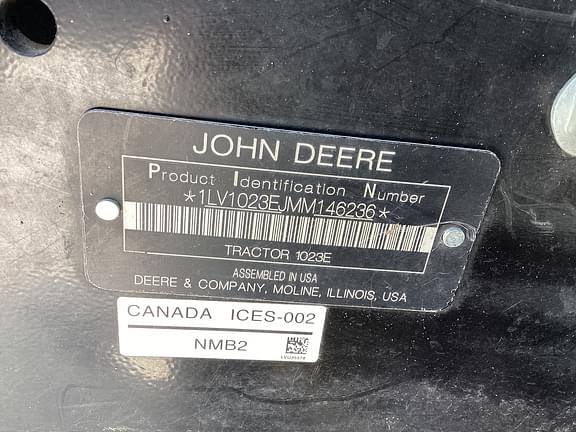 JOHN DEERE
Product Identification Number
*1LV1023EJMM146236*
TRACTOR 1023E
ASSEMBLED IN USA
DEERE & COMPANY, MOLINE, ILLINOIS, USA
CANADA ICES-002
NMB2